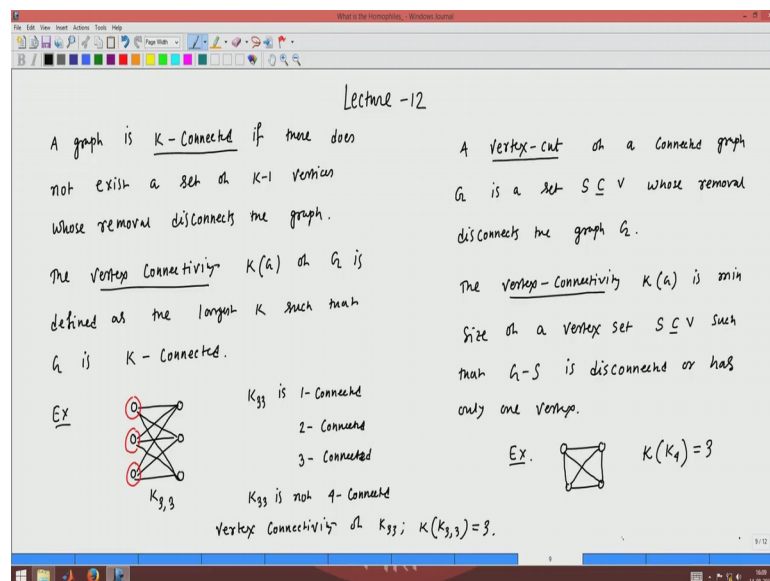 What is the Homophiles_ - Windows Journal
File Edit View Insert Actions Tools Help
Page Width
B I
Lecture -12
A graph is K-Connected if there does
not exist a set of K-1 vertices
whose removal disconnects the graph.
The vertex Connectivity K(G) of G is
defined as the longest K such that
G is K - Connected.
Ex
K3,3
K33 is 1- Connected
2- Connected
3- Connected
K33 is not 4- Connected
vertex Connectivity of K33; K(K3,3)=3.
A vertex-cut of a connected graph
G is a set S ⊆ V whose removal
disconnects the graph G.
The vertex-Connectivity K(G) is min
Size of a vertex set S ⊆ V such
that G-S is disconnected or has
only one vertex.
Ex.
K(K4)=3
9/12
9
16:09